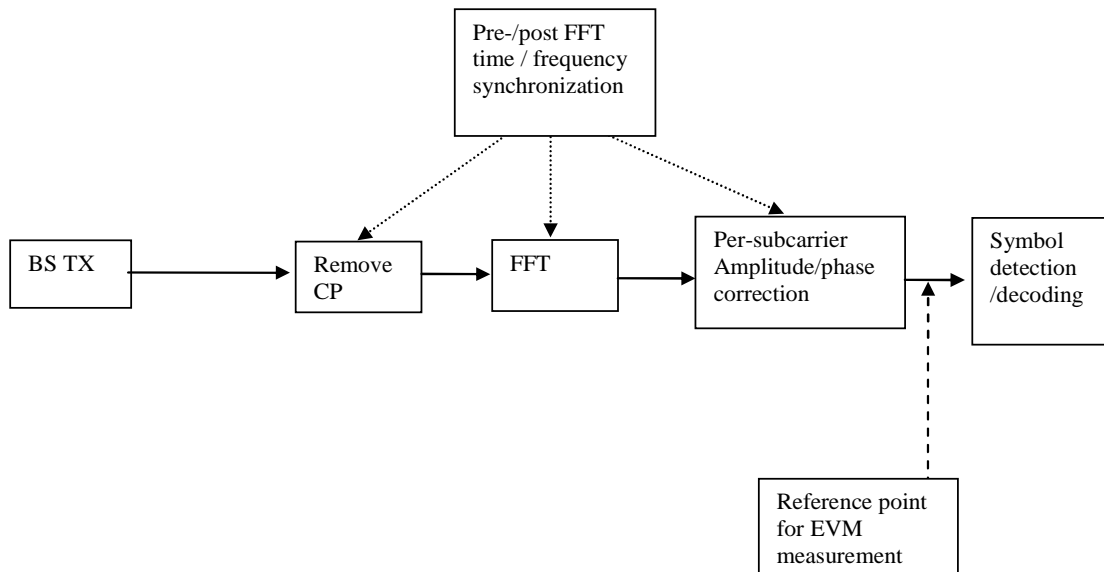 Pre-/post FFT
time / frequency
synchronization
BS TX
Remove
CP
FFT
Per-subcarrier
Amplitude/phase
correction
Symbol
detection
/decoding
Reference point
for EVM
measurement